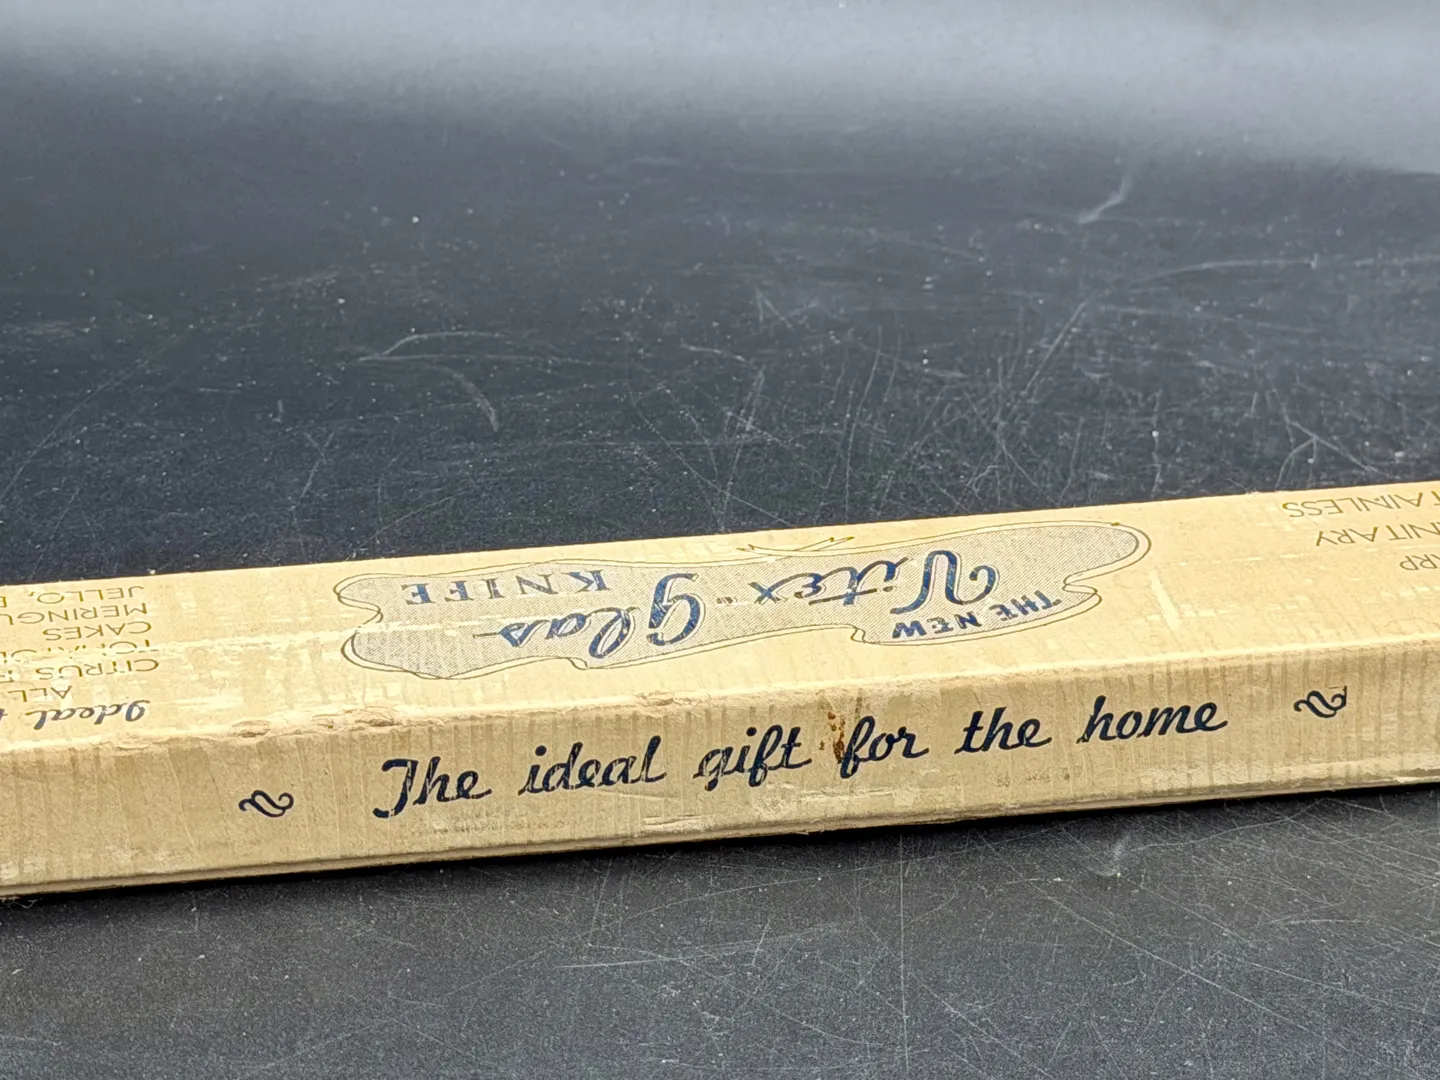 The ideal gift for the home
THE NEW
Vitex Glas
KNIFE
TAINLESS
NITARY
RP
Ideal
ALL
CITRUS
CAKES
MERINGU
JELLO,